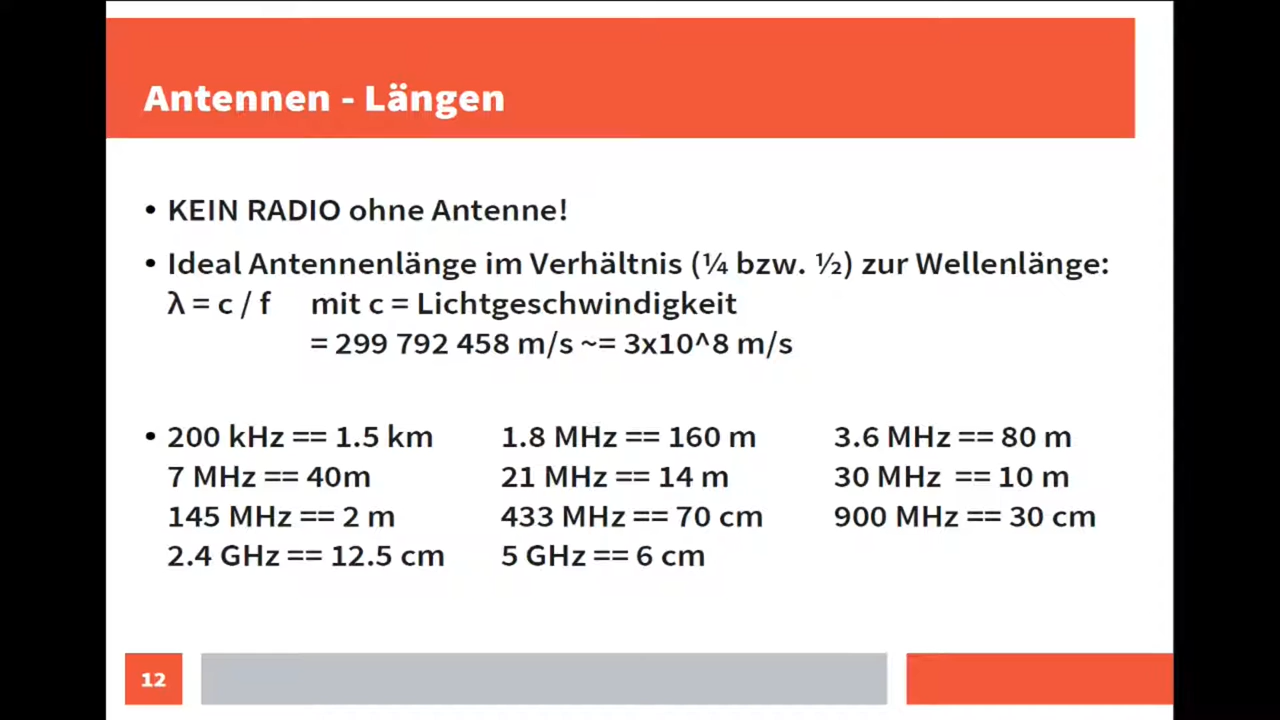 Antennen - Längen
• KEIN RADIO ohne Antenne!
• Ideal Antennenlänge im Verhältnis (¼ bzw. ½) zur Wellenlänge:
λ = c / f mit c = Lichtgeschwindigkeit
= 299 792 458 m/s ~= 3x10^8 m/s
• 200 kHz == 1.5 km 1.8 MHz == 160 m 3.6 MHz == 80 m
7 MHz == 40m 21 MHz == 14 m 30 MHz == 10 m
145 MHz == 2 m 433 MHz == 70 cm 900 MHz == 30 cm
2.4 GHz == 12.5 cm 5 GHz == 6 cm
12